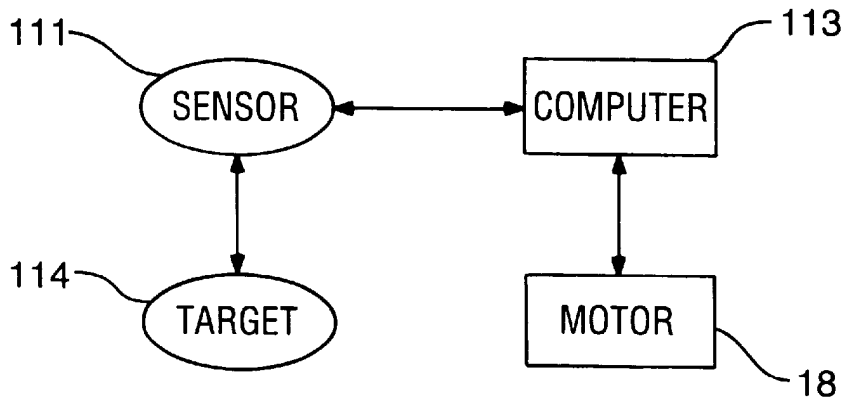 111
113
SENSOR
COMPUTER
114
TARGET
MOTOR
18